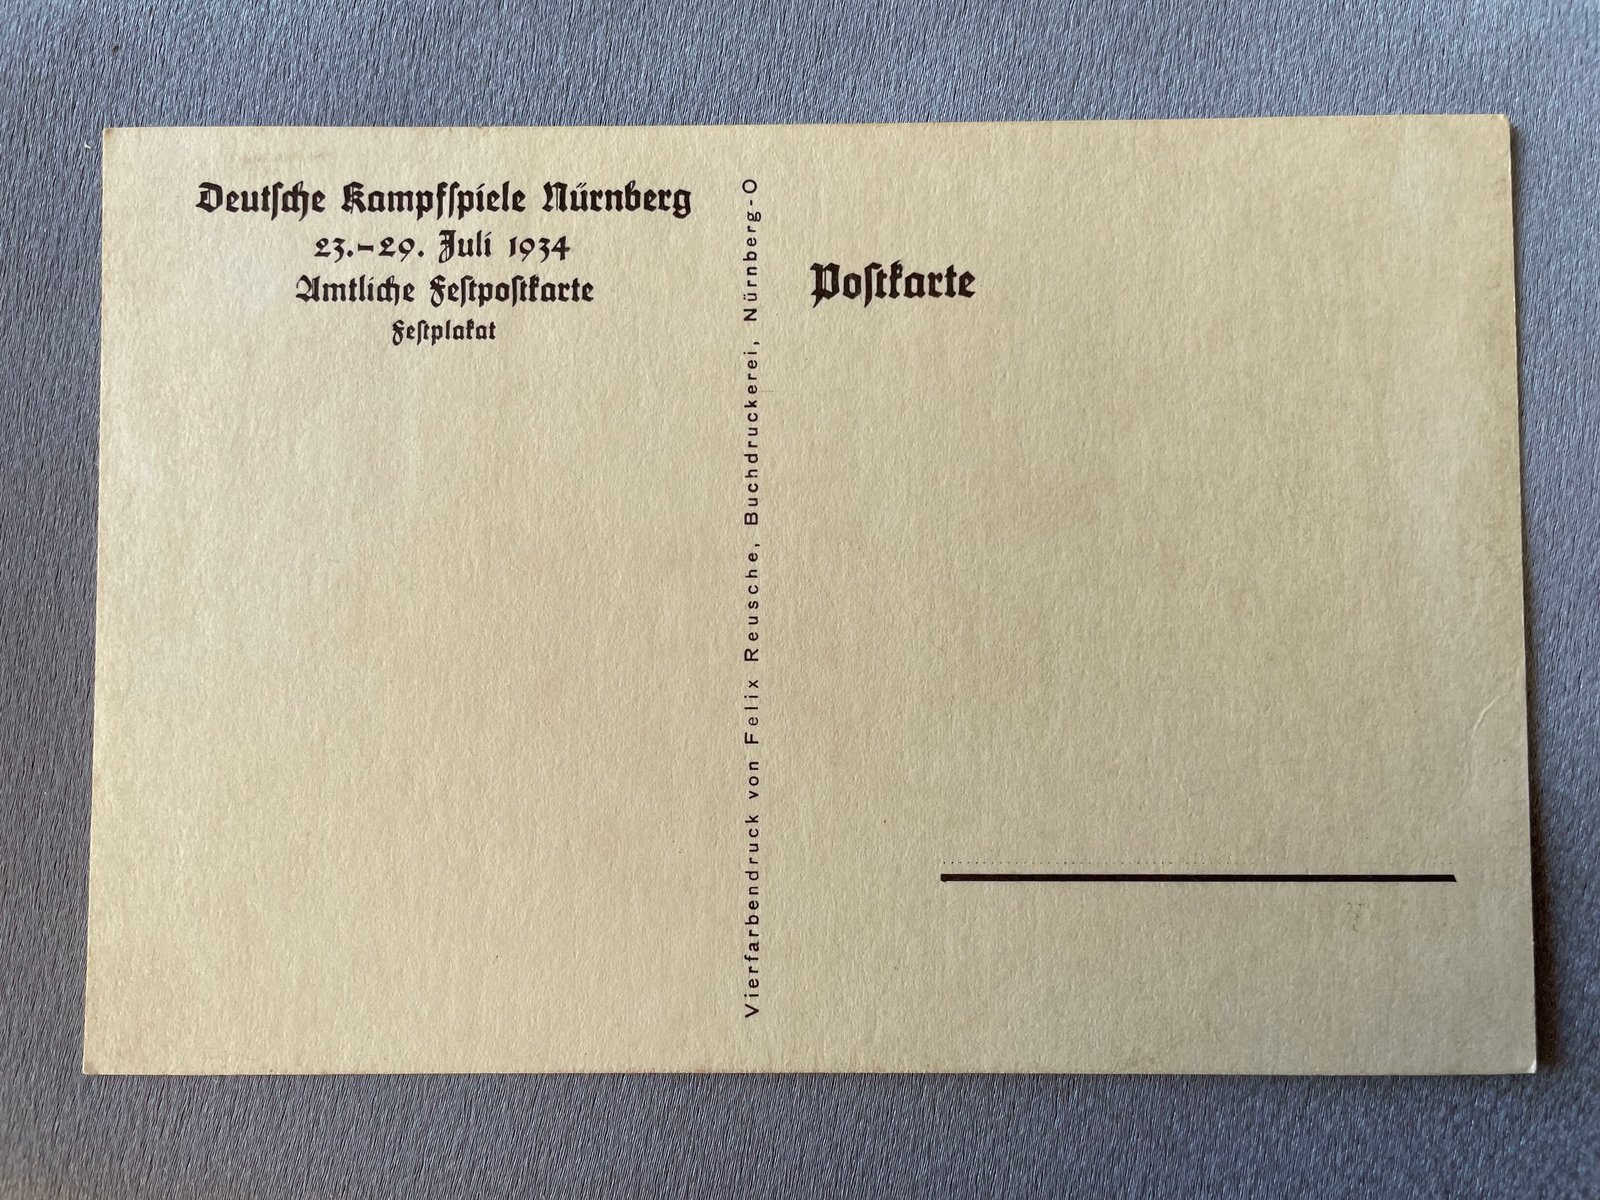 Deutſche Kampfſpiele Nürnberg
23.–29. Juli 1934
Amtliche Feſtpoſtkarte
Feſtplakat
Vierfarbendruck von Felix Reusche, Buchdruckerei, Nürnberg-O
Poſtkarte